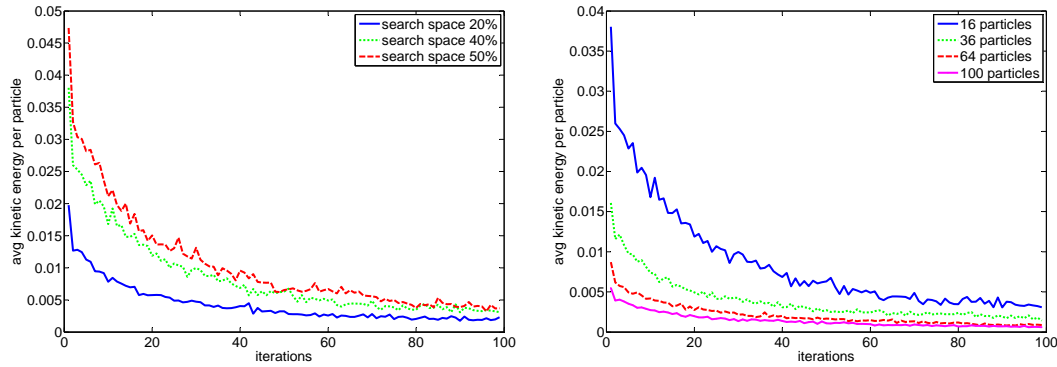 0.05
0.045
0.04
0.035
0.03
0.025
0.02
0.015
0.01
0.005
0
avg kinetic energy per particle
search space 20%
search space 40%
search space 50%
0 20 40 60 80 100
iterations
0.04
0.035
0.03
0.025
0.02
0.015
0.01
0.005
0
avg kinetic energy per particle
16 particles
36 particles
64 particles
100 particles
0 20 40 60 80 100
iterations